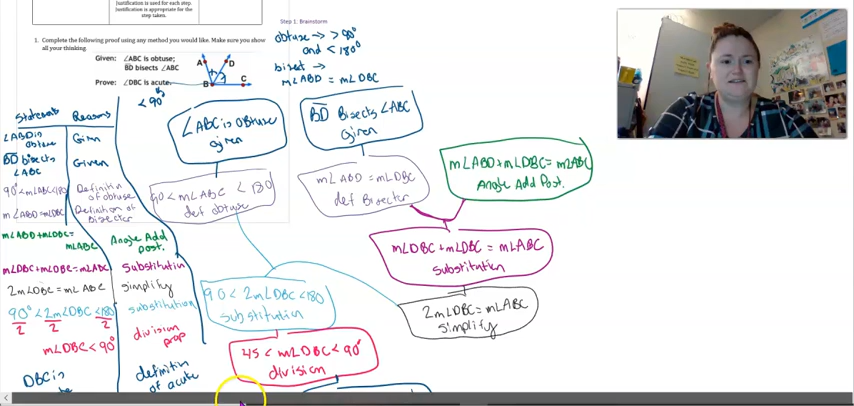 justification is used for each step.
Justification is appropriate for the
step taken.
1. Complete the following proof using any method you would like. Make sure you show
all your thinking.
Given: ∠ABC is obtuse;
BD bisects ∠ABC
Prove: ∠DBC is acute.
<90°
A
D
B
C
Step 1: Brainstorm
obtuse → > 90°
and < 180°
bisect →
m∠ABD = m∠DBC
Statements Reasons
∠ABD is obtuse Given
BD bisects ∠ABC Given
90°<m∠ABC<180 Definition of obtuse
m∠ABD=m∠DBC Definition of bisector
m∠ABD+m∠DBC= m∠ABC Angle Add Post.
m∠DBC+m∠DBC=m∠ABC Substitution
2m∠DBC=m∠ABC Simplify
90° < 2m∠DBC < 180° substitution
2 2 2
division prop
m∠DBC < 90°
DBC is
definition of acute
∠ABC is obtuse
given
90 < m∠ABC < 180
def obtuse
BD Bisects ∠ABC
Given
m∠ABD = m∠DBC
def Bisector
m∠ABD + m∠DBC = m∠ABC
Angle Add Post.
m∠DBC + m∠DBC = m∠ABC
substitution
2m∠DBC = m∠ABC
simplify
90 < 2m∠DBC < 180
substitution
45 < m∠DBC < 90°
division